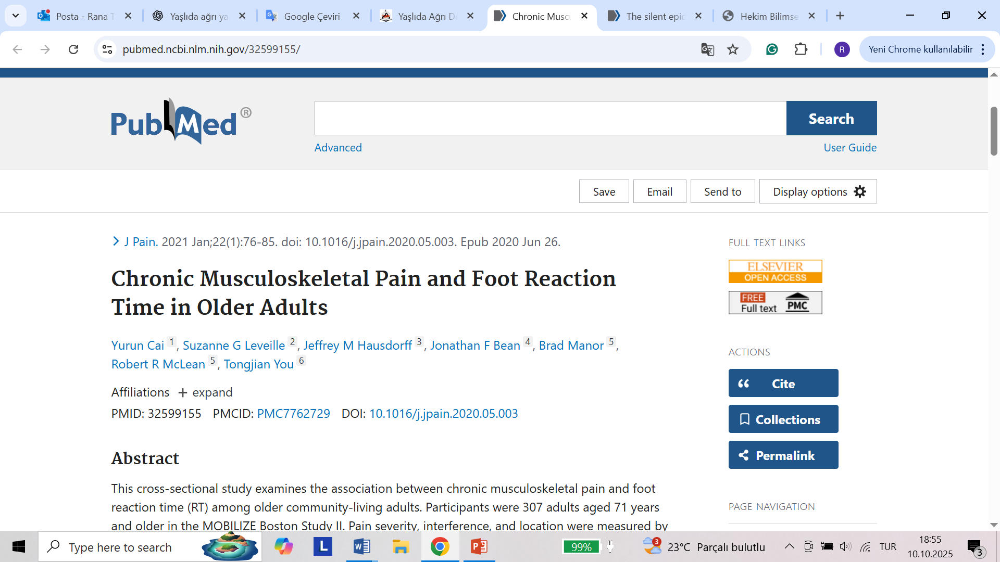 Posta - Rana T
Yaşlıda ağrı ya
Google Çeviri
Yaşlıda Ağrı D
Chronic Muscu
The silent epid
Hekim Bilimse
pubmed.ncbi.nlm.nih.gov/32599155/
R
Yeni Chrome kullanılabilir
PubMed®
Search
Advanced
User Guide
Save
Email
Send to
Display options
J Pain. 2021 Jan;22(1):76-85. doi: 10.1016/j.jpain.2020.05.003. Epub 2020 Jun 26.
Chronic Musculoskeletal Pain and Foot Reaction
Time in Older Adults
Yurun Cai 1, Suzanne G Leveille 2, Jeffrey M Hausdorff 3, Jonathan F Bean 4, Brad Manor 5,
Robert R McLean 5, Tongjian You 6
Affiliations + expand
PMID: 32599155 PMCID: PMC7762729 DOI: 10.1016/j.jpain.2020.05.003
Abstract
This cross-sectional study examines the association between chronic musculoskeletal pain and foot
reaction time (RT) among older community-living adults. Participants were 307 adults aged 71 years
and older in the MOBILIZE Boston Study II. Pain severity, interference, and location were measured by
FULL TEXT LINKS
ELSEVIER
OPEN ACCESS
FREE
Full text PMC
ACTIONS
Cite
Collections
Permalink
PAGE NAVIGATION
Type here to search
L
99%
3
23°C Parçalı bulutlu
TUR
18:55
10.10.2025
3